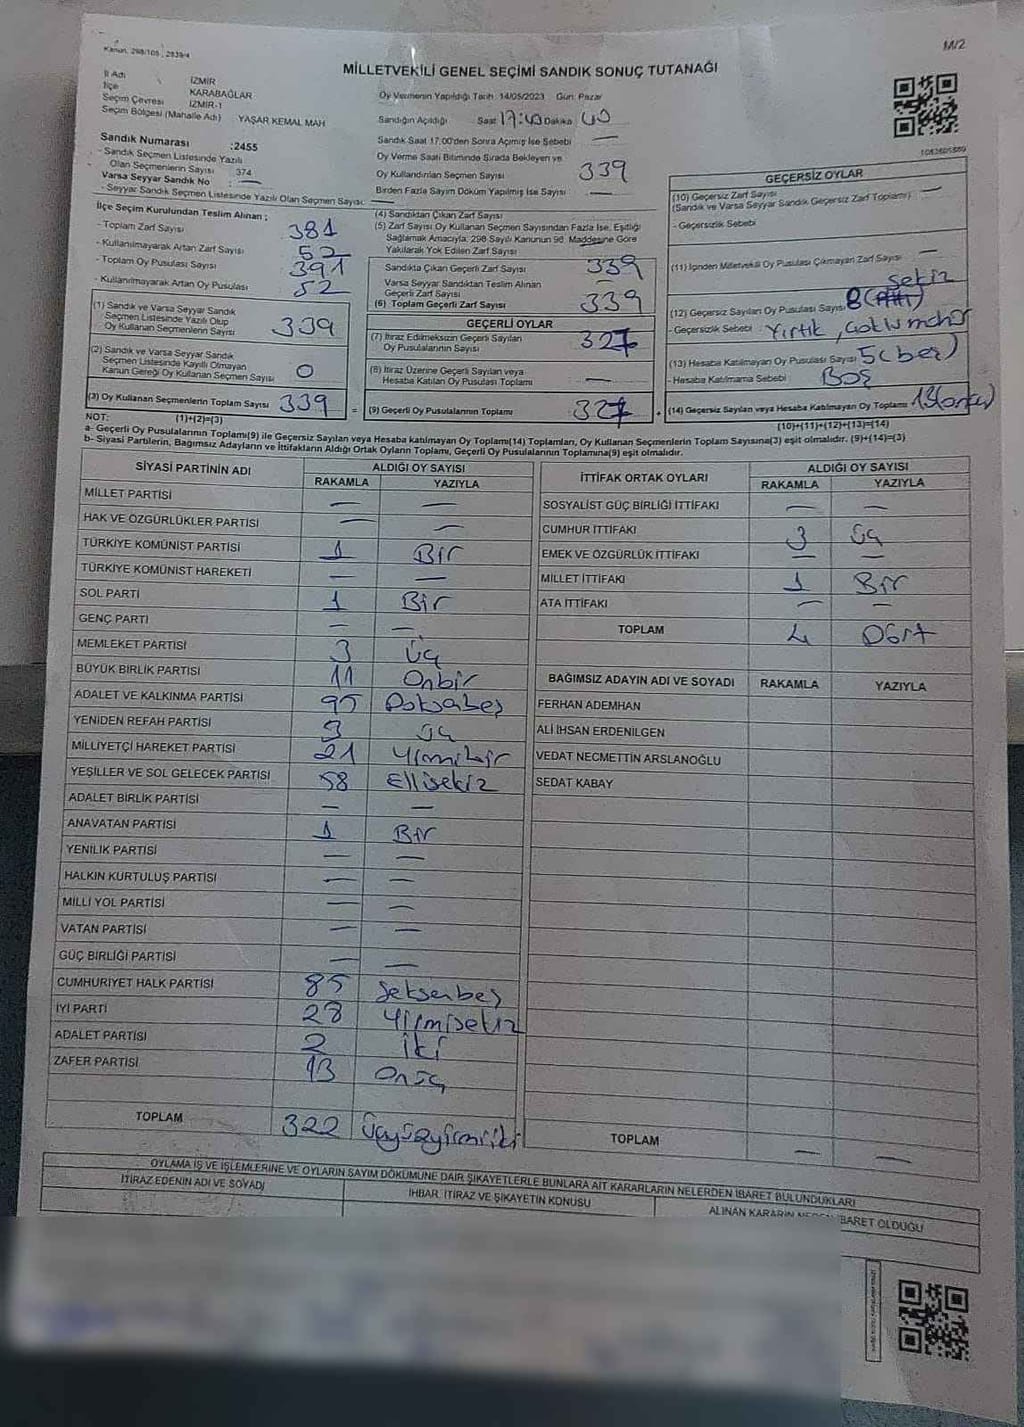 Kanun, 298/105, 2839/4
M/2
MİLLETVEKİLİ GENEL SEÇİMİ SANDIK SONUÇ TUTANAĞI
İl Adı İZMİR
İlçe KARABAĞLAR
Seçim Çevresi İZMİR-1
Seçim Bölgesi (Mahalle Adı) YAŞAR KEMAL MAH
Sandık Numarası :2455
- Sandık Seçmen Listesinde Yazılı
Olan Seçmenlerin Sayısı 374
Varsa Seyyar Sandık No : —
- Seyyar Sandık Seçmen Listesinde Yazılı Olan Seçmen Sayısı: —
Oy Vermenin Yapıldığı Tarih: 14/05/2023 Gün: Pazar
Sandığın Açıldığı Saat 17:40 Dakika 40
Sandık Saat 17.00'den Sonra Açılmış İse Sebebi —
Oy Verme Saati Bitiminde Sırada Bekleyen ve
Oy Kullandırılan Seçmen Sayısı 339
Birden Fazla Sayım Döküm Yapılmış İse Sayısı —
İlçe Seçim Kurulundan Teslim Alınan ;
- Toplam Zarf Sayısı 381
- Kullanılmayarak Artan Zarf Sayısı 52
- Toplam Oy Pusulası Sayısı 391
- Kullanılmayarak Artan Oy Pusulası 52
(1) Sandık ve Varsa Seyyar Sandık
Seçmen Listesinde Yazılı Olup
Oy Kullanan Seçmenlerin Sayısı 339
(2) Sandık ve Varsa Seyyar Sandık
Seçmen Listesinde Kayıtlı Olmayan
Kanun Gereği Oy Kullanan Seçmen Sayısı 0
(3) Oy Kullanan Seçmenlerin Toplam Sayısı 339
(1)+(2)=(3)
(4) Sandıktan Çıkan Zarf Sayısı
(5) Zarf Sayısı Oy Kullanan Seçmen Sayısından Fazla İse, Eşitliği
Sağlamak Amacıyla, 298 Sayılı Kanunun 98. Maddesine Göre
Yakılarak Yok Edilen Zarf Sayısı
Sandıkta Çıkan Geçerli Zarf Sayısı 339
Varsa Seyyar Sandıktan Teslim Alınan
Geçerli Zarf Sayısı —
(6) Toplam Geçerli Zarf Sayısı 339
GEÇERLİ OYLAR
(7) İtiraz Edilmeksizin Geçerli Sayılan
Oy Pusulalarının Sayısı 327
(8) İtiraz Üzerine Geçerli Sayılan veya
Hesaba Katılan Oy Pusulası Toplamı —
= (9) Geçerli Oy Pusulalarının Toplamı 327
GEÇERSİZ OYLAR
(10) Geçersiz Zarf Sayısı
(Sandık ve Varsa Seyyar Sandık Geçersiz Zarf Toplamı) —
- Geçersizlik Sebebi
(11) İçinden Milletvekili Oy Pusulası Çıkmayan Zarf Sayısı —
sekiz
(12) Geçersiz Sayılan Oy Pusulası Sayısı 8
- Geçersizlik Sebebi Yırtık,
(13) Hesaba Katılmayan Oy Pusulası Sayısı 5 (beş)
- Hesaba Katılmama Sebebi Boş
+ (14) Geçersiz Sayılan veya Hesaba Katılmayan Oy Toplamı 13
(10)+(11)+(12)+(13)=(14)
NOT:
a- Geçerli Oy Pusulalarının Toplamı(9) ile Geçersiz Sayılan veya Hesaba katılmayan Oy Toplamı(14) Toplamları, Oy Kullanan Seçmenlerin Toplam Sayısına(3) eşit olmalıdır. (9)+(14)=(3)
b- Siyasi Partilerin, Bağımsız Adayların ve İttifakların Aldığı Ortak Oyların Toplamı, Geçerli Oy Pusulalarının Toplamına(9) eşit olmalıdır.
SİYASİ PARTİNİN ADI ALDIĞI OY SAYISI
RAKAMLA YAZIYLA
MİLLET PARTİSİ — —
HAK VE ÖZGÜRLÜKLER PARTİSİ — —
TÜRKİYE KOMÜNİST PARTİSİ 1 Bir
TÜRKİYE KOMÜNİST HAREKETİ — —
SOL PARTİ 1 Bir
GENÇ PARTİ — —
MEMLEKET PARTİSİ 3 Üç
BÜYÜK BİRLİK PARTİSİ 11 Onbir
ADALET VE KALKINMA PARTİSİ 95 Doksabeş
YENİDEN REFAH PARTİSİ 3 Üç
MİLLİYETÇİ HAREKET PARTİSİ 21 Yirmibir
YEŞİLLER VE SOL GELECEK PARTİSİ 58 Ellisekiz
ADALET BİRLİK PARTİSİ — —
ANAVATAN PARTİSİ 1 Bir
YENİLİK PARTİSİ — —
HALKIN KURTULUŞ PARTİSİ — —
MİLLİ YOL PARTİSİ — —
VATAN PARTİSİ — —
GÜÇ BİRLİĞİ PARTİSİ — —
CUMHURİYET HALK PARTİSİ 85 Seksenbeş
İYİ PARTİ 28 Yirmisekiz
ADALET PARTİSİ 2 İki
ZAFER PARTİSİ 13 Onüç
TOPLAM 322 Üçyüzyirmiiki
İTTİFAK ORTAK OYLARI ALDIĞI OY SAYISI
RAKAMLA YAZIYLA
SOSYALİST GÜÇ BİRLİĞİ İTTİFAKI — —
CUMHUR İTTİFAKI 3 Üç
EMEK VE ÖZGÜRLÜK İTTİFAKI — —
MİLLET İTTİFAKI 1 Bir
ATA İTTİFAKI — —
TOPLAM 4 Dört
BAĞIMSIZ ADAYIN ADI VE SOYADI RAKAMLA YAZIYLA
FERHAN ADEMHAN
ALİ İHSAN ERDENİLGEN
VEDAT NECMETTİN ARSLANOĞLU
SEDAT KABAY
TOPLAM — —
OYLAMA İŞ VE İŞLEMLERİNE VE OYLARIN SAYIM DÖKÜMÜNE DAİR ŞİKAYETLERLE BUNLARA AİT KARARLARIN NELERDEN İBARET BULUNDUKLARI
İTİRAZ EDENİN ADI VE SOYADI İHBAR, İTİRAZ VE ŞİKAYETİN KONUSU ALINAN KARARIN NEDEN İBARET OLDUĞU